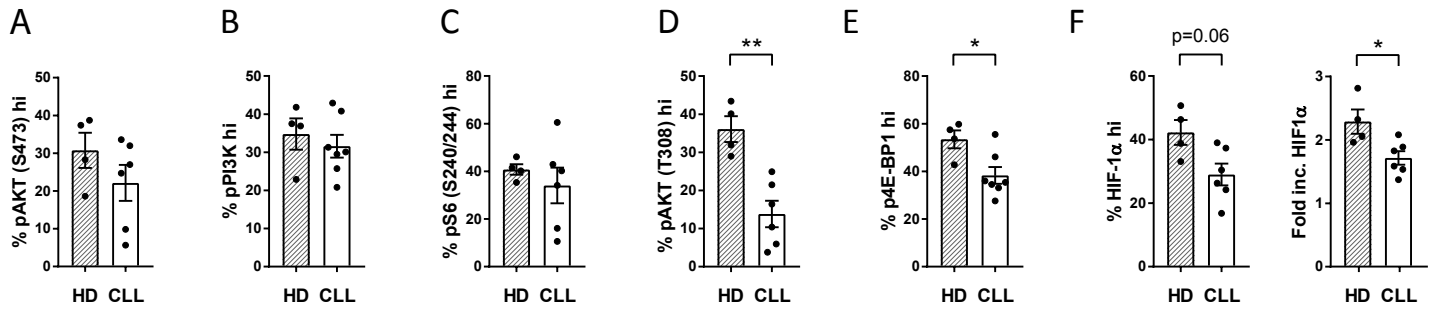 A
% pAKT (S473) hi
50
40
30
20
10
0
HD CLL
B
% pPI3K hi
50
40
30
20
10
0
HD CLL
C
% pS6 (S240/244) hi
80
60
40
20
0
HD CLL
D
**
% pAKT (T308) hi
50
40
30
20
10
0
HD CLL
E
*
% p4E-BP1 hi
80
60
40
20
0
HD CLL
F
p=0.06
% HIF-1α hi
60
40
20
0
HD CLL
*
Fold inc. HIF1α
3
2
1
0
HD CLL